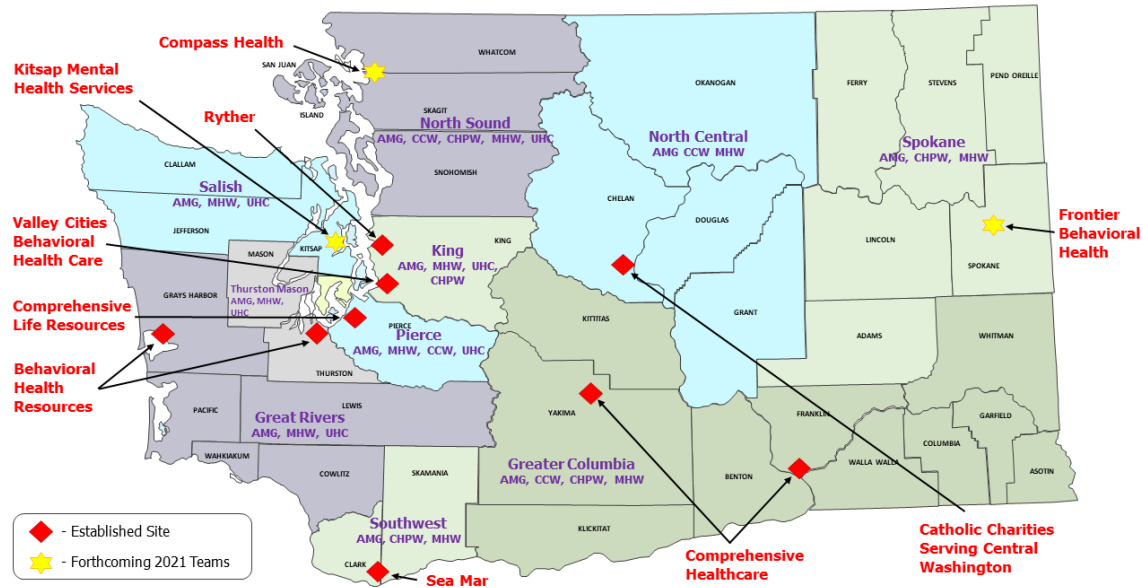 Compass Health
Kitsap Mental
Health Services
Ryther
Valley Cities
Behavioral
Health Care
Comprehensive
Life Resources
Behavioral
Health
Resources
WHATCOM
SAN JUAN
SKAGIT
ISLAND
North Sound
AMG, CCW, CHPW, MHW, UHC
SNOHOMISH
CLALLAM
Salish
AMG, MHW, UHC
JEFFERSON
KITSAP
MASON
Thurston Mason
AMG, MHW,
UHC
GRAYS HARBOR
THURSTON
KING
King
AMG, MHW, UHC,
CHPW
PIERCE
Pierce
AMG, MHW, CCW, UHC
PACIFIC
LEWIS
Great Rivers
AMG, MHW, UHC
WAHKIAKUM
COWLITZ
SKAMANIA
Southwest
AMG, CHPW, MHW
CLARK
Sea Mar
OKANOGAN
North Central
AMG CCW MHW
CHELAN
DOUGLAS
GRANT
KITTITAS
YAKIMA
Greater Columbia
AMG, CCW, CHPW, MHW
KLICKITAT
BENTON
FRANKLIN
WALLA WALLA
COLUMBIA
GARFIELD
ASOTIN
WHITMAN
ADAMS
LINCOLN
SPOKANE
FERRY
STEVENS
PEND OREILLE
Spokane
AMG, CHPW, MHW
Frontier
Behavioral
Health
Comprehensive
Healthcare
Catholic Charities
Serving Central
Washington
- Established Site
- Forthcoming 2021 Teams